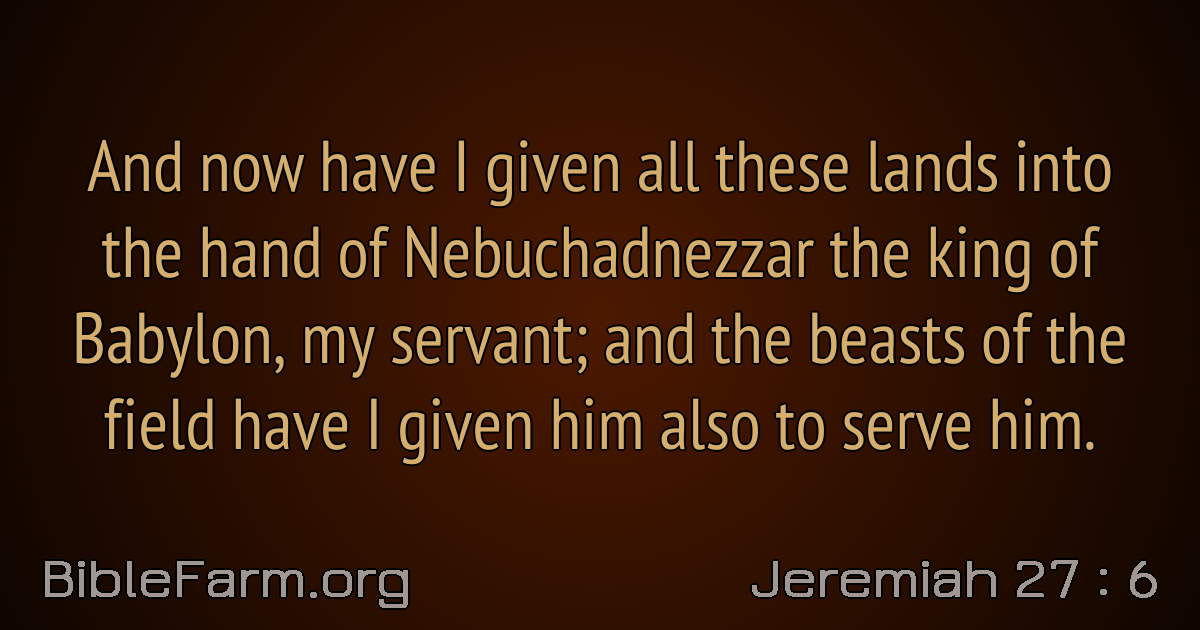 And now have I given all these lands into
the hand of Nebuchadnezzar the king of
Babylon, my servant; and the beasts of the
field have I given him also to serve him.
BibleFarm.org
Jeremiah 27 : 6